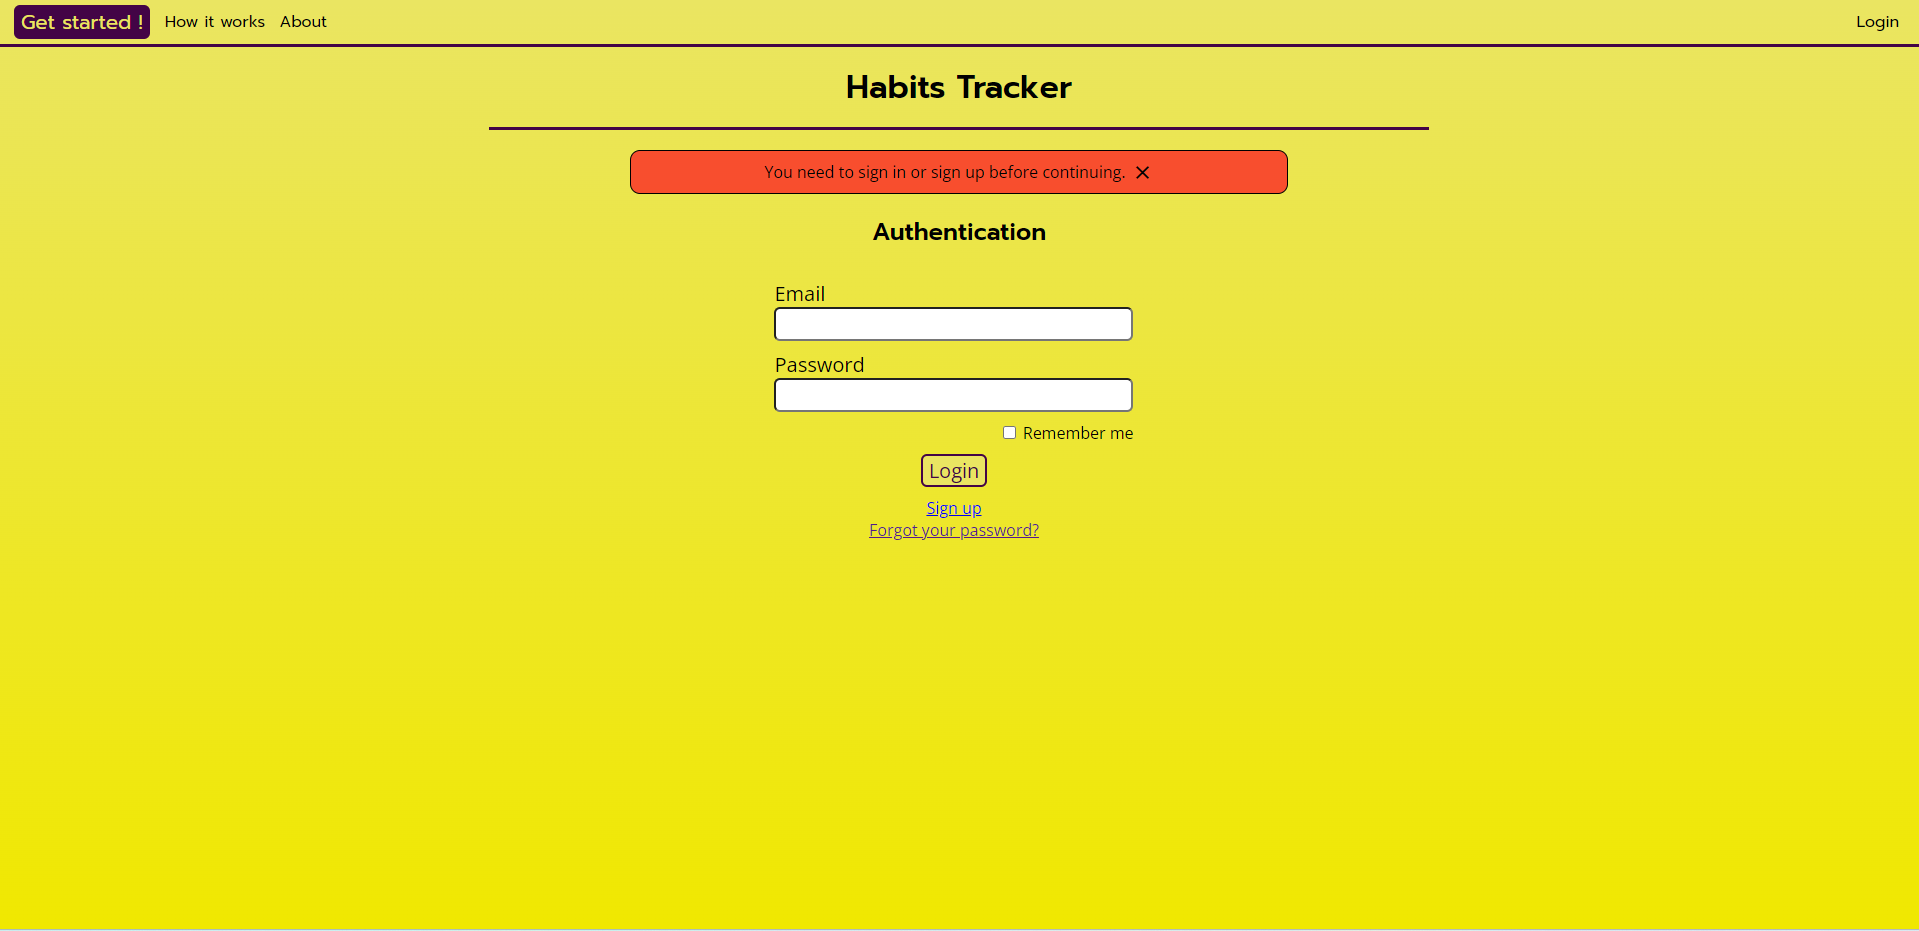 Get started ! How it works About Login
Habits Tracker
You need to sign in or sign up before continuing.
Authentication
Email
Password
Remember me
Login
Sign up
Forgot your password?